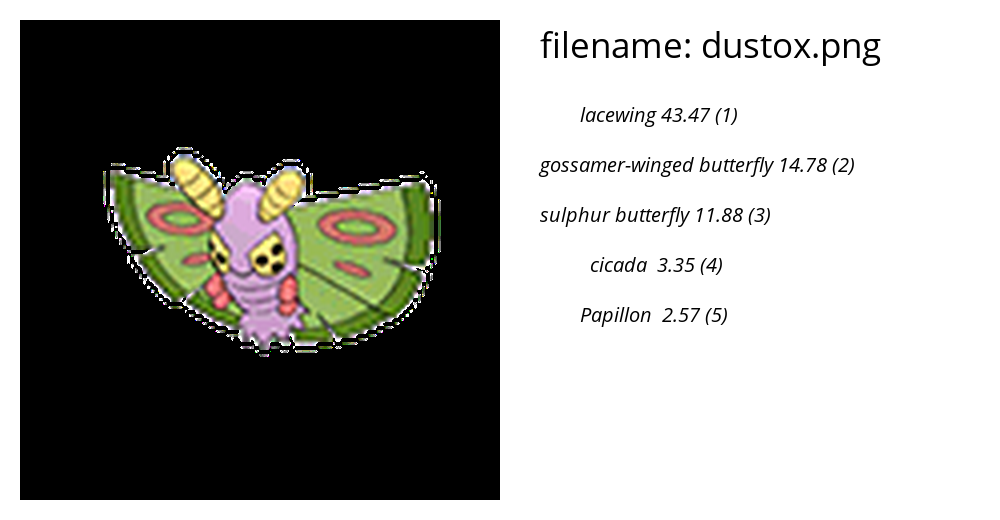 filename: dustox.png
lacewing 43.47 (1)
gossamer-winged butterfly 14.78 (2)
sulphur butterfly 11.88 (3)
cicada  3.35 (4)
Papillon  2.57 (5)